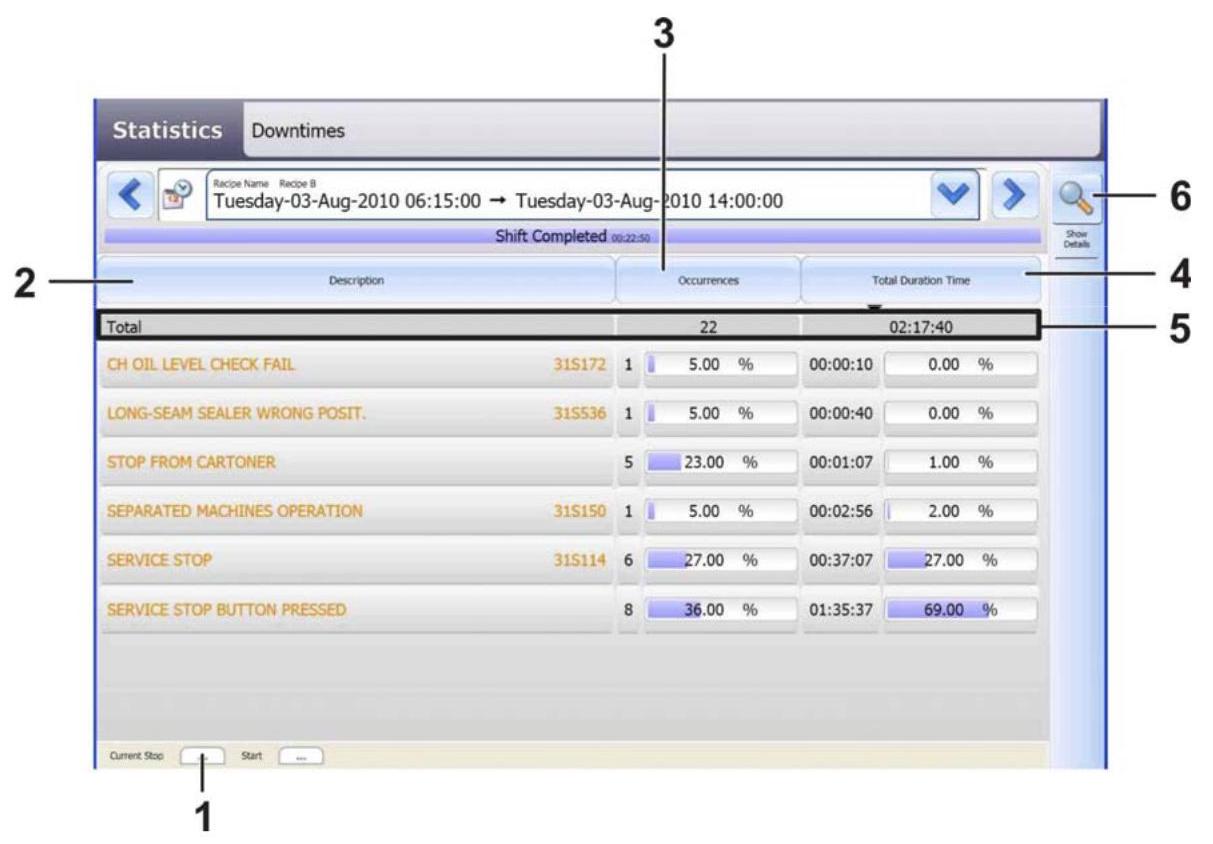 3
Statistics Downtimes
Recipe Name Recipe B
Tuesday-03-Aug-2010 06:15:00 → Tuesday-03-Aug-2010 14:00:00
6
Shift Completed 00:22:50
Show
Details
2
Description Occurrences Total Duration Time
4
Total 22 02:17:40
5
CH OIL LEVEL CHECK FAIL 31S172 1 5.00 % 00:00:10 0.00 %
LONG-SEAM SEALER WRONG POSIT. 31S536 1 5.00 % 00:00:40 0.00 %
STOP FROM CARTONER 5 23.00 % 00:01:07 1.00 %
SEPARATED MACHINES OPERATION 31S150 1 5.00 % 00:02:56 2.00 %
SERVICE STOP 31S114 6 27.00 % 00:37:07 27.00 %
SERVICE STOP BUTTON PRESSED 8 36.00 % 01:35:37 69.00 %
Current Stop ... Start ...
1